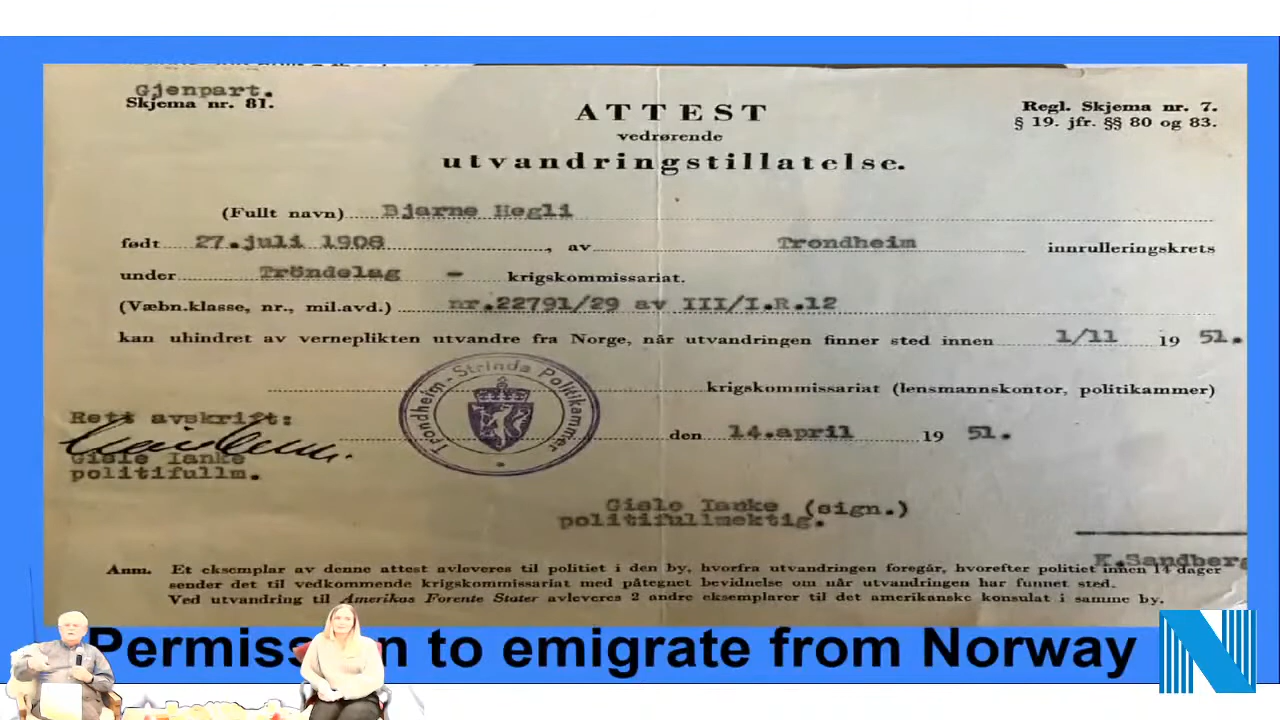 Gjenpart.
Skjema nr. 81.
Regl. Skjema nr. 7.
§ 19. jfr. §§ 80 og 83.
ATTEST
vedrørende
utvandringstillatelse.
(Fullt navn) Bjarne Hegli
født 27.juli 1908, av Trondheim innrulleringskrets
under Tröndelag - krigskommissariat.
(Væbn.klasse, nr., mil.avd.) nr.22791/29 av III/I.R.12
kan uhindret av verneplikten utvandre fra Norge, når utvandringen finner sted innen 1/11 19 51.
krigskommissariat (lensmannskontor, politikammer)
Trondheim - Strinda Politikammer
Rett avskrift:
den 14.april 19 51.
Gisle Ianke
politifullm.
Gisle Ianke (sign.)
politifullmektig.
K.Sandberg
Anm. Et eksemplar av denne attest avleveres til politiet i den by, hvorfra utvandringen foregår, hvorefter politiet innen 14 dager
sender det til vedkommende krigskommissariat med påtegnet bevidnelse om når utvandringen har funnet sted.
Ved utvandring til Amerikas Forente Stater avleveres 2 andre eksemplarer til det amerikanske konsulat i samme by.
Permission to emigrate from Norway
N